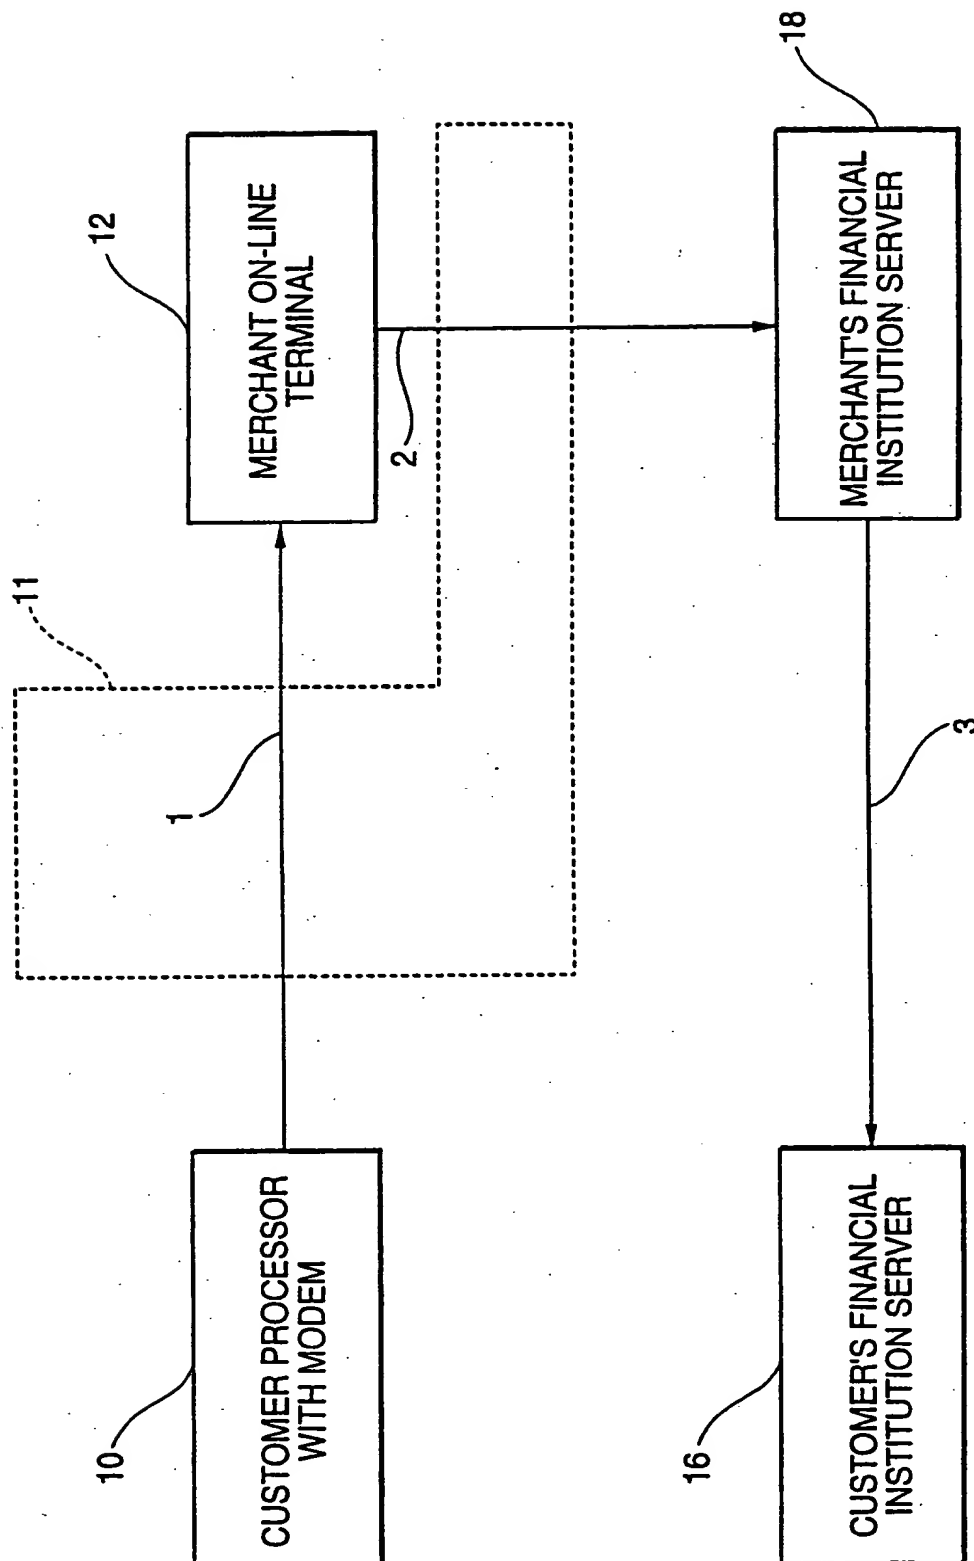 11
10
CUSTOMER PROCESSOR
WITH MODEM
1
12
MERCHANT ON-LINE
TERMINAL
2
16
CUSTOMER'S FINANCIAL
INSTITUTION SERVER
3
18
MERCHANT'S FINANCIAL
INSTITUTION SERVER